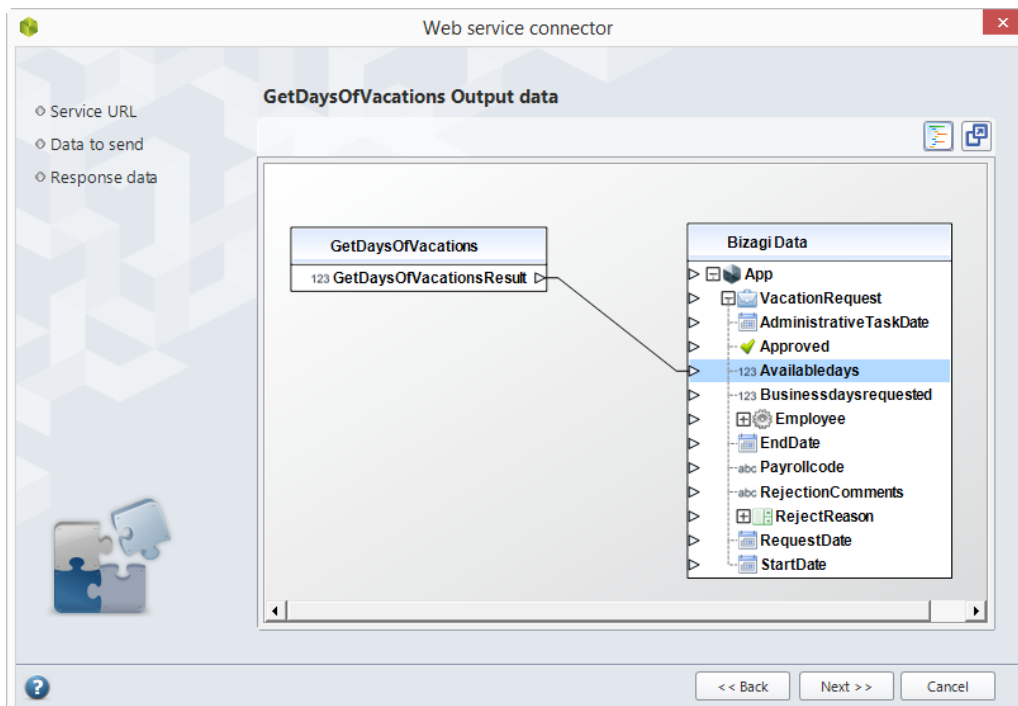 Web service connector
Service URL
Data to send
Response data
GetDaysOfVacations Output data
GetDaysOfVacations
123 GetDaysOfVacationsResult
Bizagi Data
App
VacationRequest
AdministrativeTaskDate
Approved
123 Availabledays
123 Businessdaysrequested
Employee
EndDate
abc Payrollcode
abc RejectionComments
RejectReason
RequestDate
StartDate
?
<< Back
Next >>
Cancel